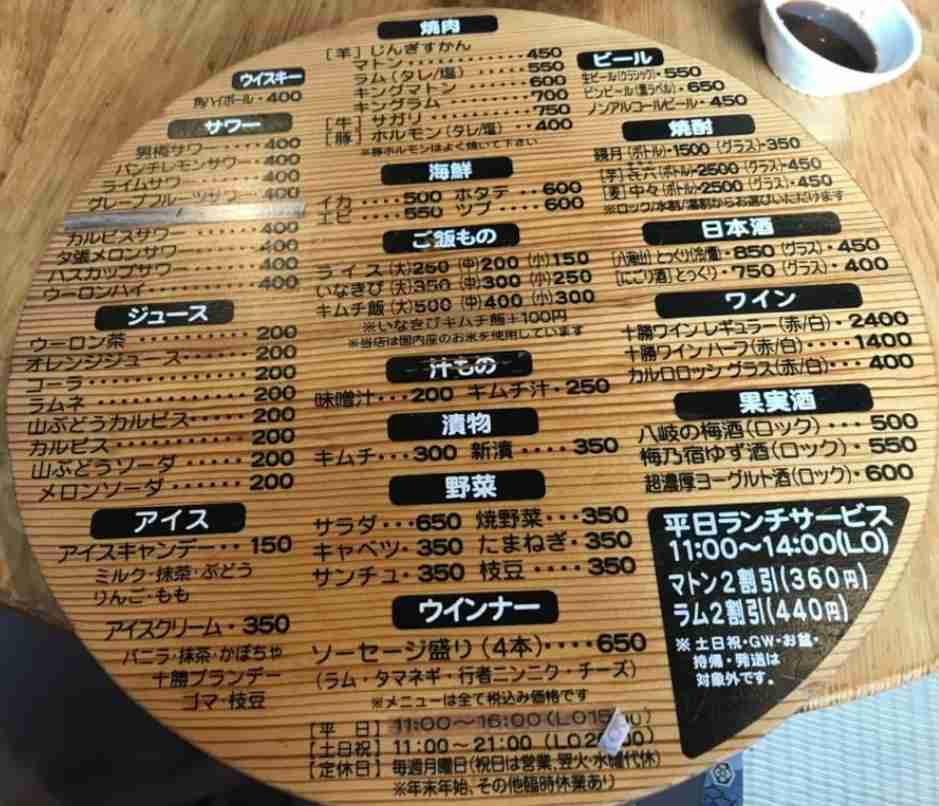 ウイスキー
角ハイボール・400
サワー
男梅サワー・・・・400
パンチレモンサワー・400
ライムサワー・・・・400
グレープフルーツサワー・400
400
カルピスサワー・・・400
夕張メロンサワー・・400
ハスカップサワー・・400
ウーロンハイ・・・・400
ジュース
ウーロン茶・・・・・・200
オレンジジュース・・・・200
コーラ・・・・・・・・200
ラムネ・・・・・・・・200
山ぶどうカルピス・・・200
カルピス・・・・・・・200
山ぶどうソーダ・・・・・200
メロンソーダ・・・・・200
アイス
アイスキャンデー・・150
ミルク・抹茶・ぶどう
りんご・もも
アイスクリーム・350
バニラ・抹茶・かぼちゃ
十勝ブランデー
ゴマ・枝豆
焼肉
[羊]じんぎすかん
マトン・・・・・・・・450
ラム(タレ/塩)・・・・550
キングマトン・・・・・600
キングラム・・・・・・700
[牛]サガリ・・・・・・750
[豚]ホルモン(タレ/塩)・・400
※豚ホルモンはよく焼いて下さい
海鮮
イカ・・・・500 ホタテ・・・600
エビ・・・・550 ツブ・・・・600
ご飯もの
ライス(大)250(中)200(小)150
いなきび(大)350(中)300(小)250
キムチ飯(大)500(中)400(小)300
※いなきびキムチ飯±100円
※当店は国内産のお米を使用しています
汁もの
味噌汁・・・200 キムチ汁・250
漬物
キムチ・・・300 新漬・・・・350
野菜
サラダ・・・650 焼野菜・・・350
キャベツ・350 たまねぎ・350
サンチュ・350 枝豆・・・・350
ウインナー
ソーセージ盛り(4本)・・・・650
(ラム・タマネギ・行者ニンニク・チーズ)
※メニューは全て税込み価格です
[平 日]11:00〜16:00(LO15
[土日祝]11:00〜21:00(LO2
[定休日]毎週月曜日(祝日は営業、翌火・水曜代休)
※年末年始、その他臨時休業あり)
ビール
生ビール(クラシック)・550
ビンビール(黒ラベル)・650
ノンアルコールビール・450
焼酎
鏡月(ボトル)・1500(グラス)・350
[芋]㐂六(ボトル)・2500(グラス)・450
[麦]中々(ボトル)・2500(グラス)・450
※ロック/水割/湯割からお選びいただけます
日本酒
[八海山]とっくり(冷/燗)・850(グラス)・450
[にごり酒]とっくり・750(グラス)・400
ワイン
十勝ワインレギュラー(赤/白)・2400
十勝ワインハーフ(赤/白)・・・1400
カルロロッシグラス(赤/白)・・・400
果実酒
八岐の梅酒(ロック)・・・500
梅乃宿ゆず酒(ロック)・・550
超濃厚ヨーグルト酒(ロック)・600
平日ランチサービス
11:00〜14:00(LO)
マトン2割引(360円)
ラム2割引(440円)
※土日祝・GW・お盆・
持帰・発送は
対象外です。